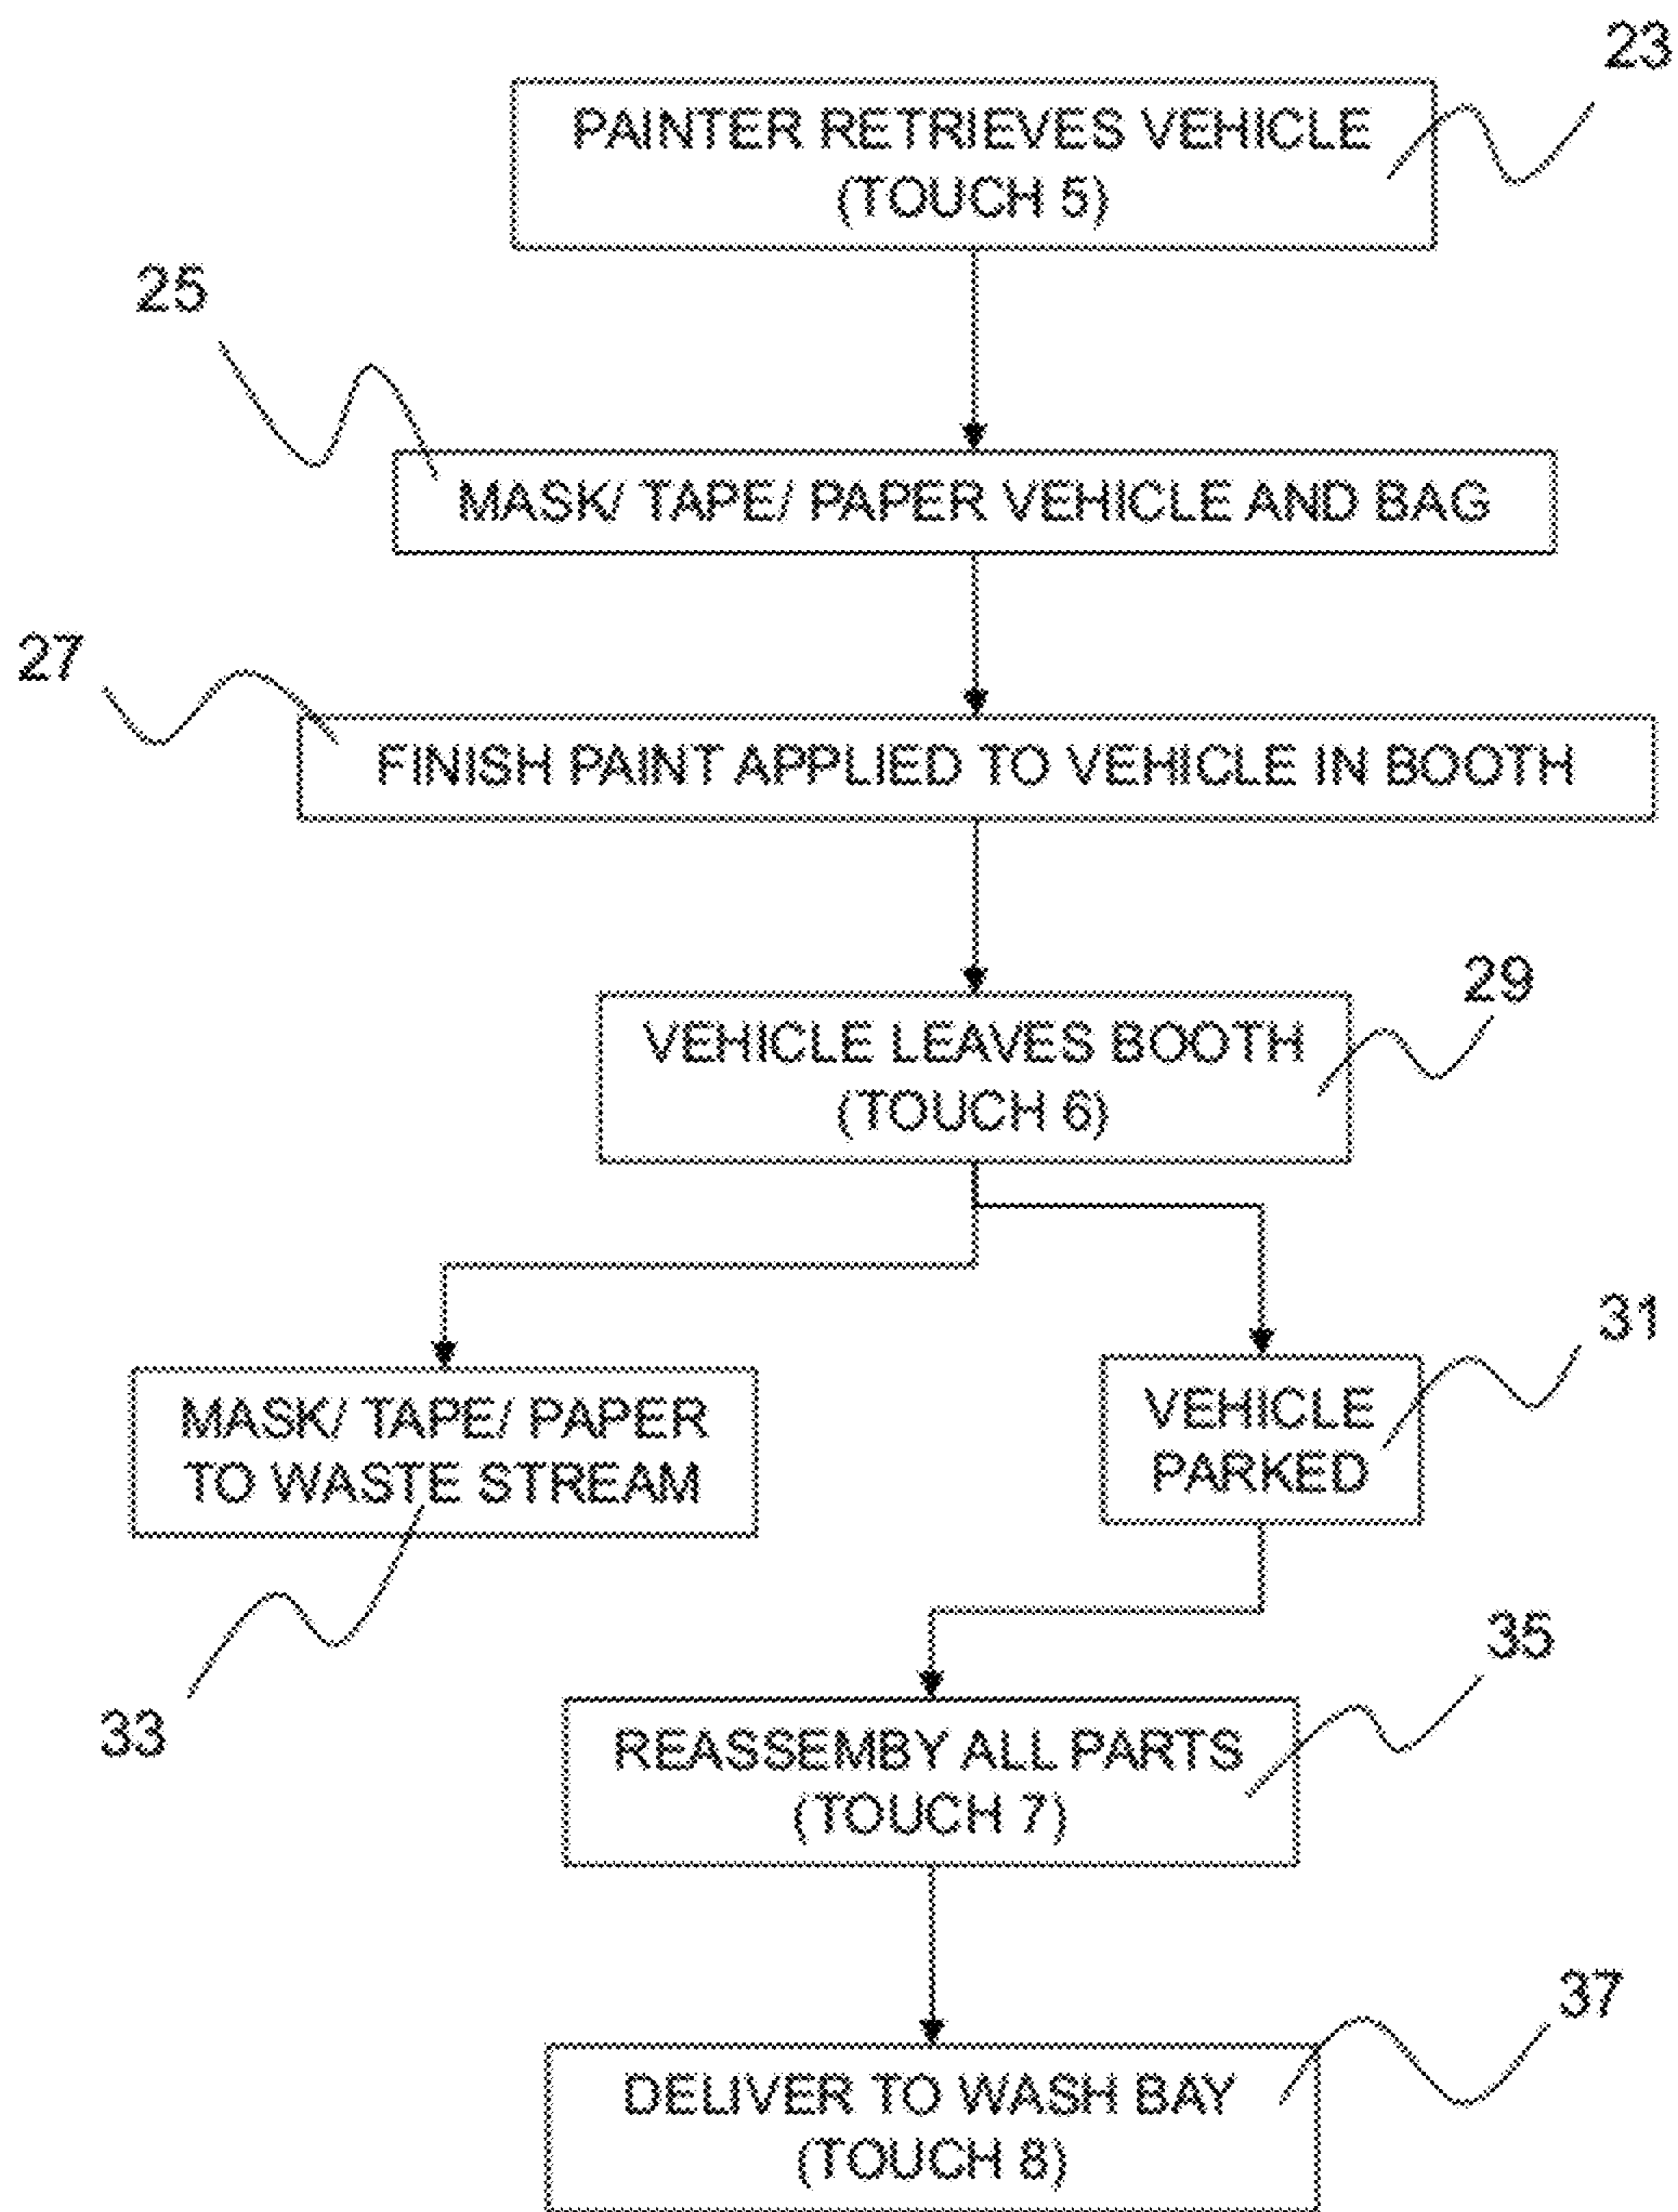 23
PAINTER RETRIEVES VEHICLE
(TOUCH 5)
25
MASK/ TAPE/ PAPER VEHICLE AND BAG
27
FINISH PAINT APPLIED TO VEHICLE IN BOOTH
29
VEHICLE LEAVES BOOTH
(TOUCH 6)
31
MASK/ TAPE/ PAPER
TO WASTE STREAM
VEHICLE
PARKED
33
35
REASSEMBY ALL PARTS
(TOUCH 7)
37
DELIVER TO WASH BAY
(TOUCH 8)